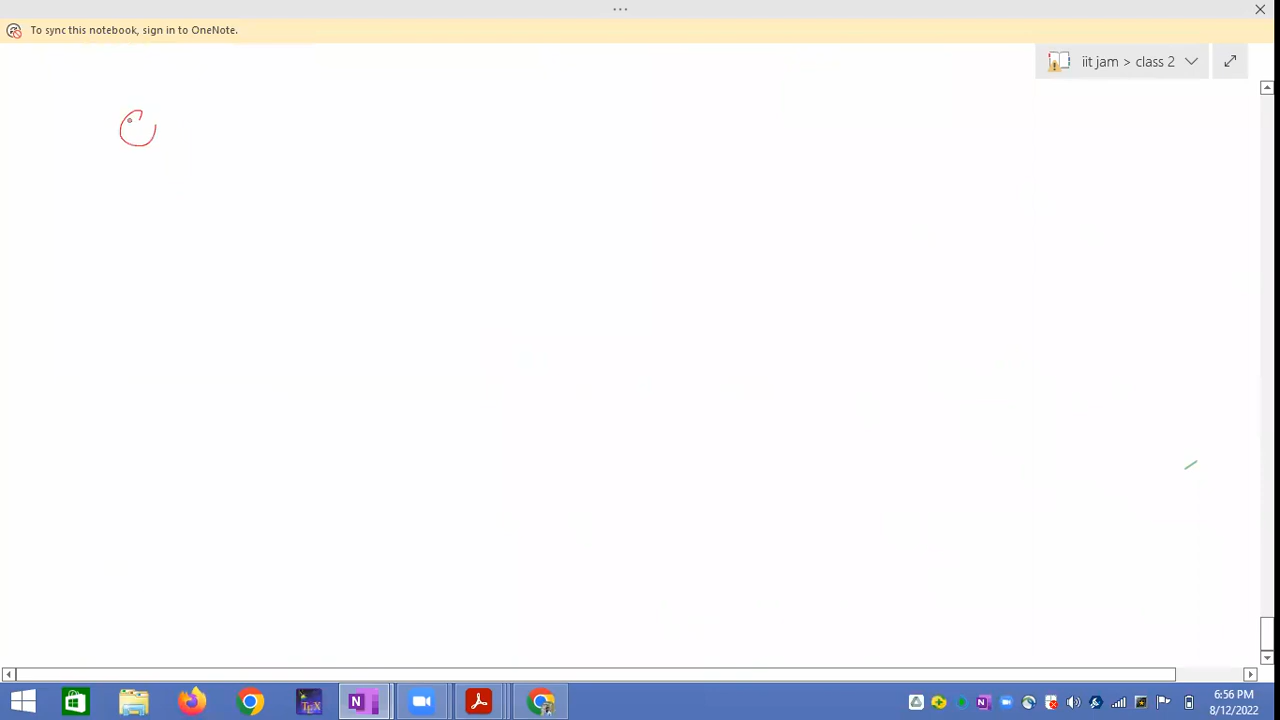 To sync this notebook, sign in to OneNote.
iit jam > class 2
6:56 PM
8/12/2022